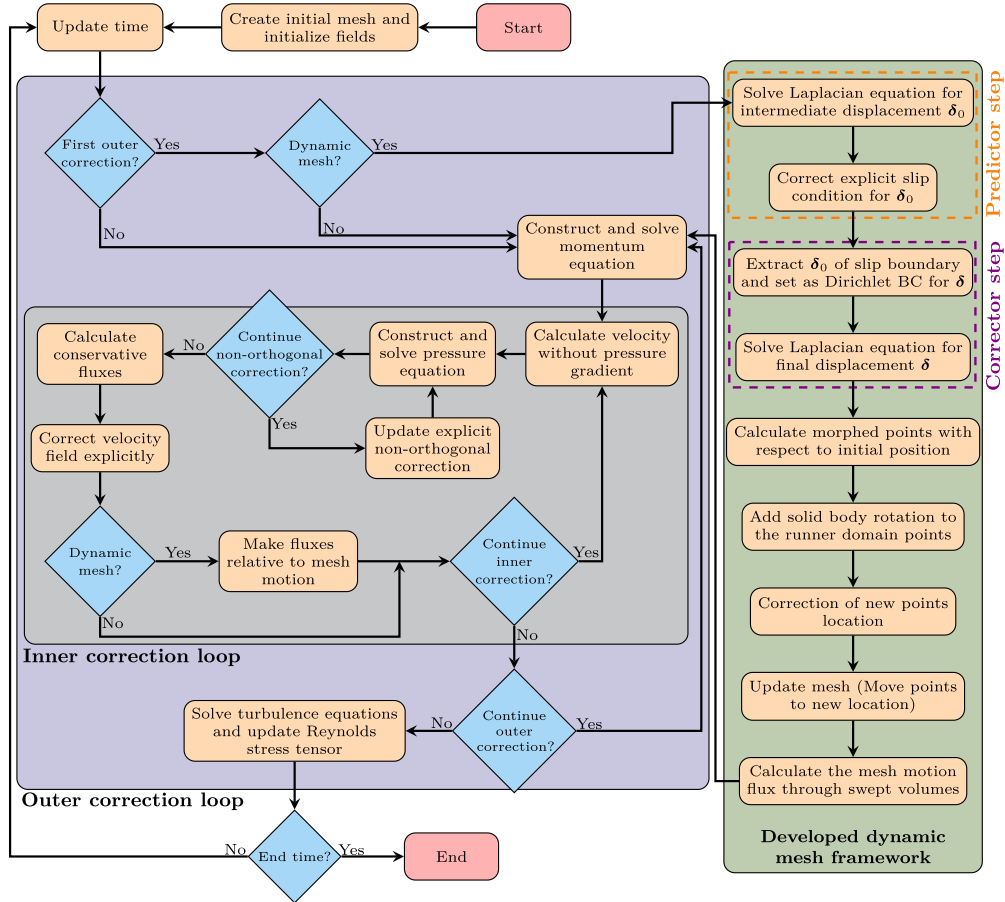 Start
Create initial mesh and
initialize fields
Update time
First outer
correction?
Yes
No
Dynamic
mesh?
Yes
No
Construct and solve
momentum
equation
Calculate velocity
without pressure
gradient
Construct and
solve pressure
equation
Continue
non-orthogonal
correction?
No
Yes
Update explicit
non-orthogonal
correction
Calculate
conservative
fluxes
Correct velocity
field explicitly
Dynamic
mesh?
Yes
No
Make fluxes
relative to mesh
motion
Continue
inner
correction?
Yes
No
Inner correction loop
Continue
outer
correction?
Yes
No
Solve turbulence equations
and update Reynolds
stress tensor
Outer correction loop
End time?
No
Yes
End
Solve Laplacian equation for
intermediate displacement δ₀
Correct explicit slip
condition for δ₀
Predictor step
Extract δ₀ of slip boundary
and set as Dirichlet BC for δ
Solve Laplacian equation for
final displacement δ
Corrector step
Calculate morphed points with
respect to initial position
Add solid body rotation to
the runner domain points
Correction of new points
location
Update mesh (Move points
to new location)
Calculate the mesh motion
flux through swept volumes
Developed dynamic
mesh framework